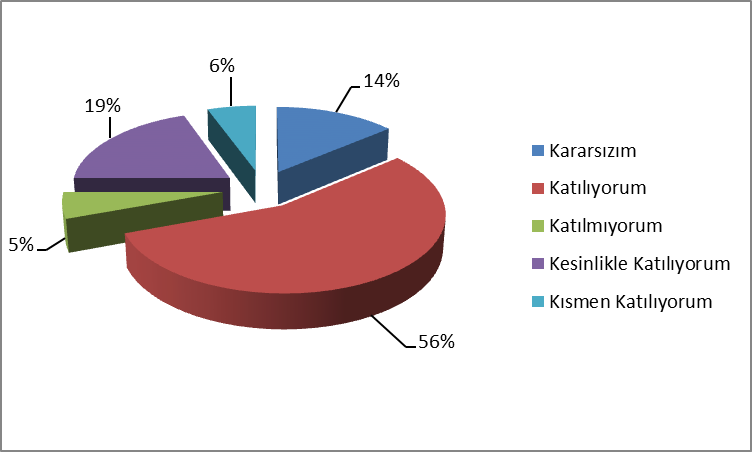 6%
14%
19%
5%
56%
Kararsızım
Katılıyorum
Katılmıyorum
Kesinlikle Katılıyorum
Kısmen Katılıyorum